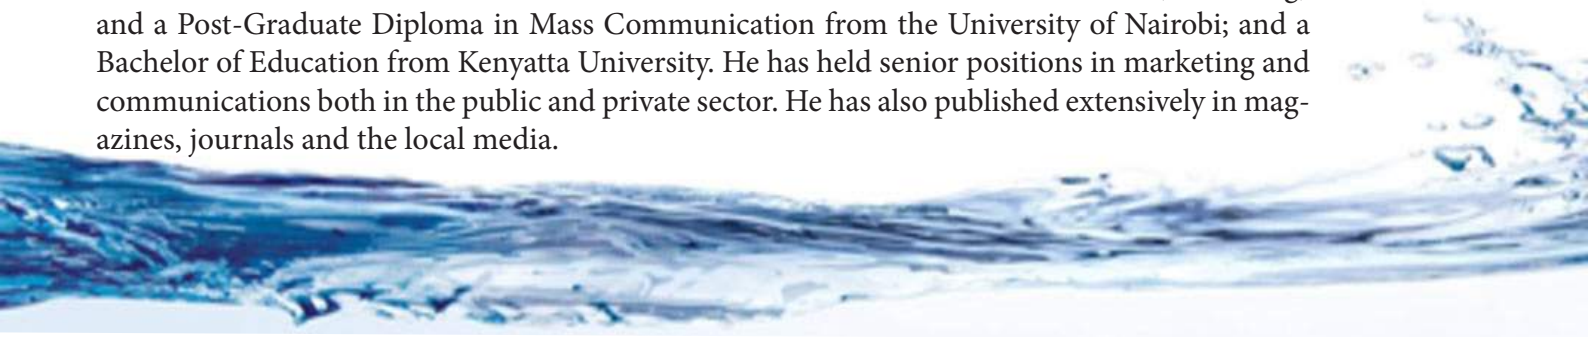 and a Post-Graduate Diploma in Mass Communication from the University of Nairobi; and a
Bachelor of Education from Kenyatta University. He has held senior positions in marketing and
communications both in the public and private sector. He has also published extensively in mag-
azines, journals and the local media.